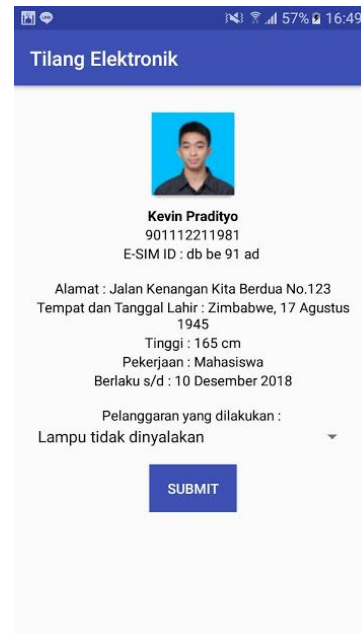 57% 16:49
Tilang Elektronik
Kevin Pradityo
901112211981
E-SIM ID : db be 91 ad
Alamat : Jalan Kenangan Kita Berdua No.123
Tempat dan Tanggal Lahir : Zimbabwe, 17 Agustus
1945
Tinggi : 165 cm
Pekerjaan : Mahasiswa
Berlaku s/d : 10 Desember 2018
Pelanggaran yang dilakukan :
Lampu tidak dinyalakan
SUBMIT